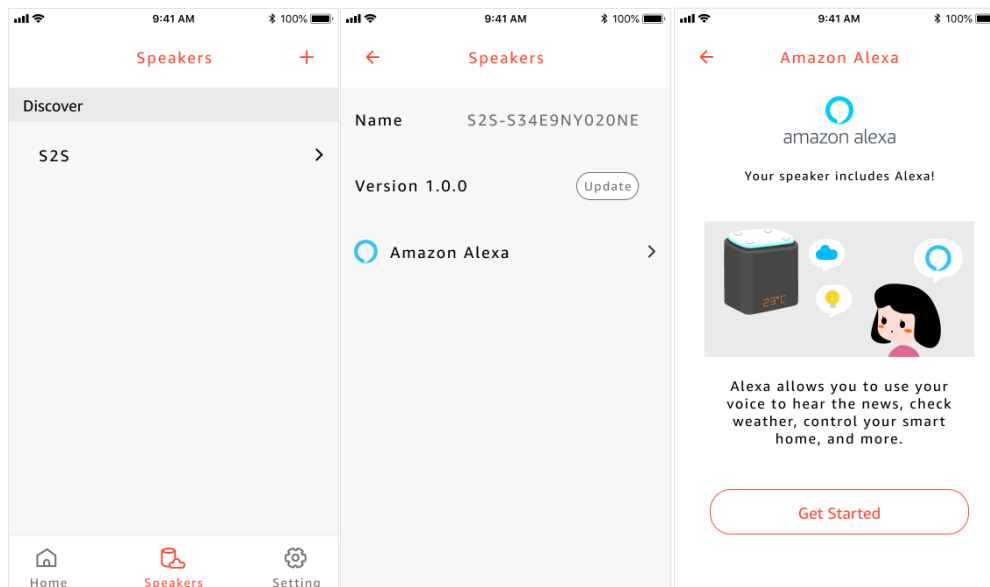 9:41 AM
100%
Speakers
+
Discover
S2S
Home
Speakers
Setting
9:41 AM
100%
Speakers
Name
S2S-S34E9NY020NE
Version 1.0.0
Update
Amazon Alexa
9:41 AM
100%
Amazon Alexa
amazon alexa
Your speaker includes Alexa!
23°C
Alexa allows you to use your
voice to hear the news, check
weather, control your smart
home, and more.
Get Started